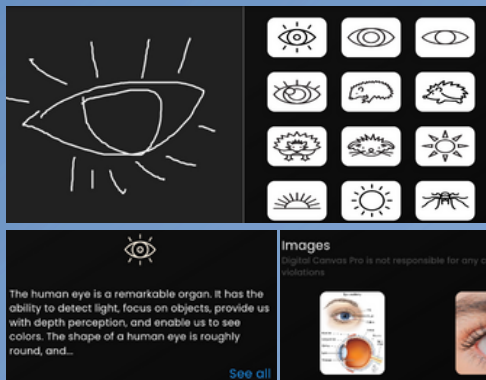 The human eye is a remarkable organ. It has the
ability to detect light, focus on objects, provide us
with depth perception, and enable us to see
colors. The shape of a human eye is roughly
round, and...
See all
Images
Digital Canvas Pro is not responsible for any c
violations